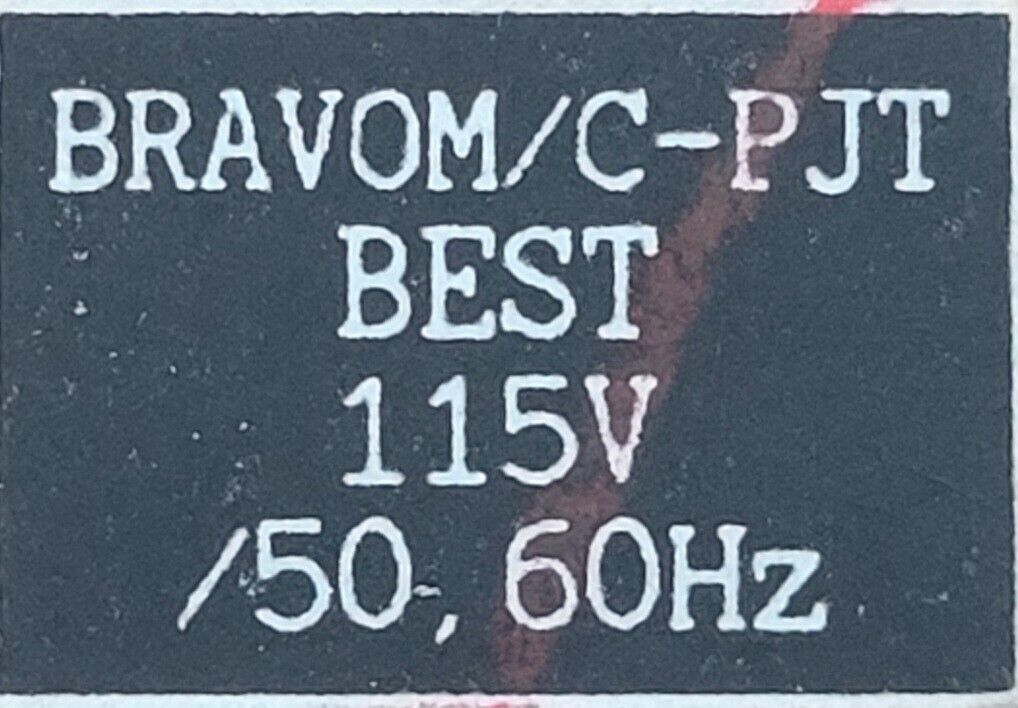 BRAVOM/C-PJT
BEST
115V
/50,60Hz